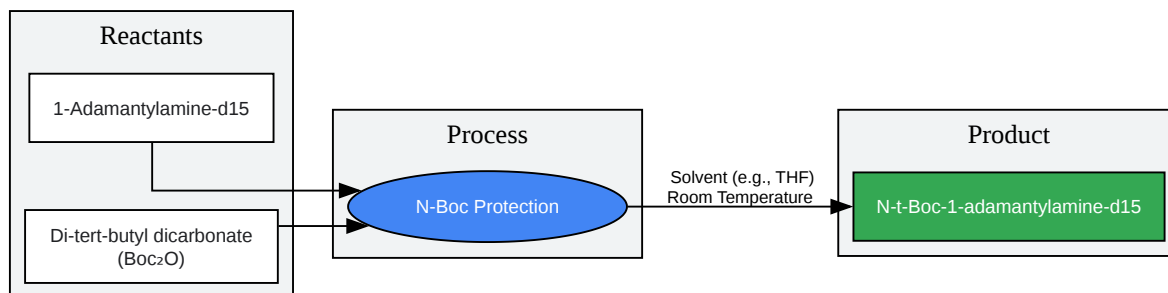 Reactants
1-Adamantylamine-d15
Di-tert-butyl dicarbonate
(Boc₂O)
Process
N-Boc Protection
Solvent (e.g., THF)
Room Temperature
Product
N-t-Boc-1-adamantylamine-d15